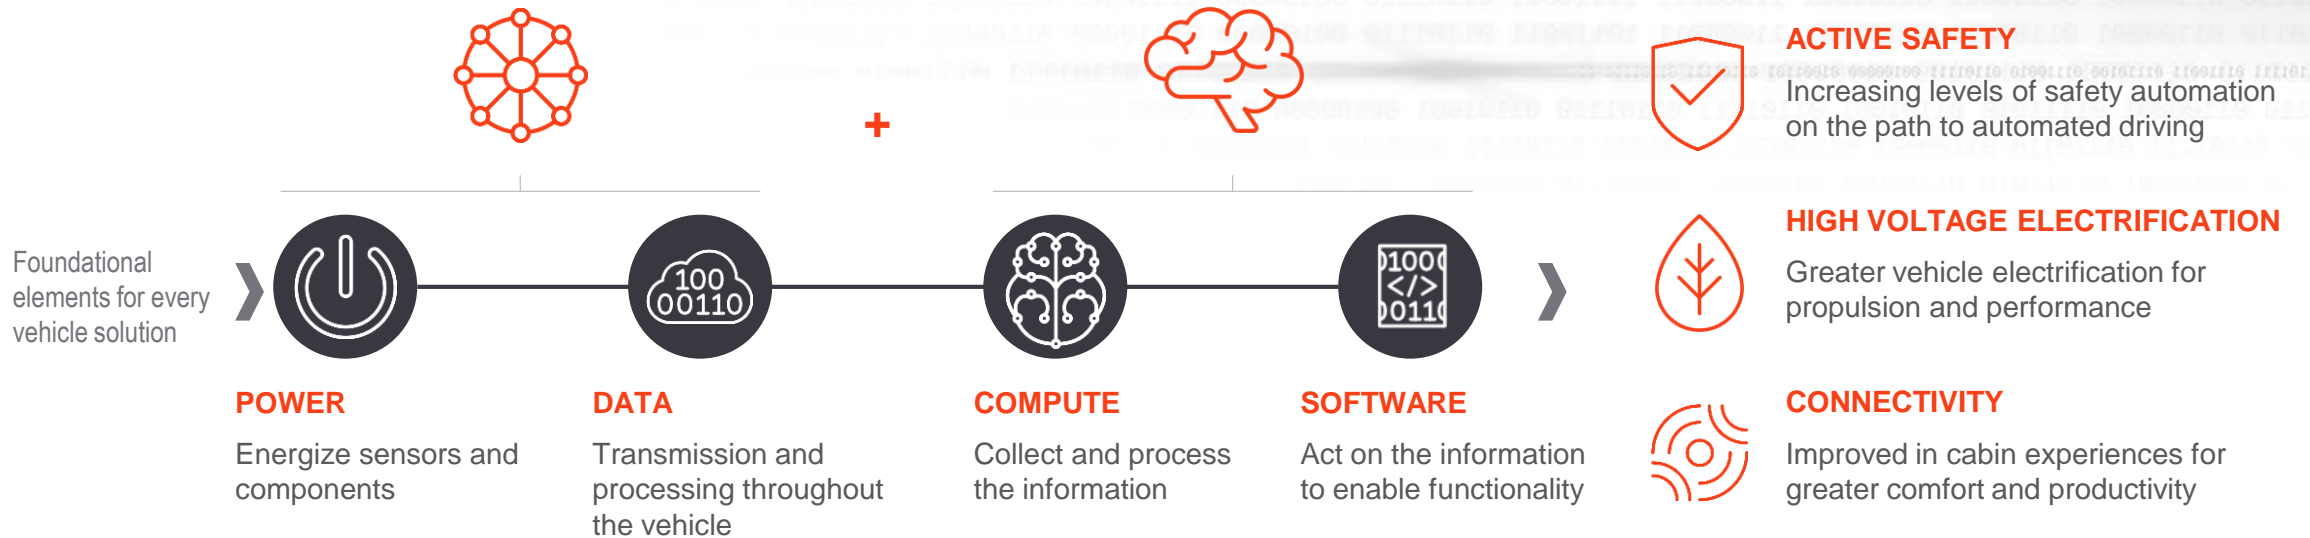 +
Foundational
elements for every
vehicle solution
100
00110
0100
</>
00110
POWER
Energize sensors and
components
DATA
Transmission and
processing throughout
the vehicle
COMPUTE
Collect and process
the information
SOFTWARE
Act on the information
to enable functionality
ACTIVE SAFETY
Increasing levels of safety automation
on the path to automated driving
HIGH VOLTAGE ELECTRIFICATION
Greater vehicle electrification for
propulsion and performance
CONNECTIVITY
Improved in cabin experiences for
greater comfort and productivity